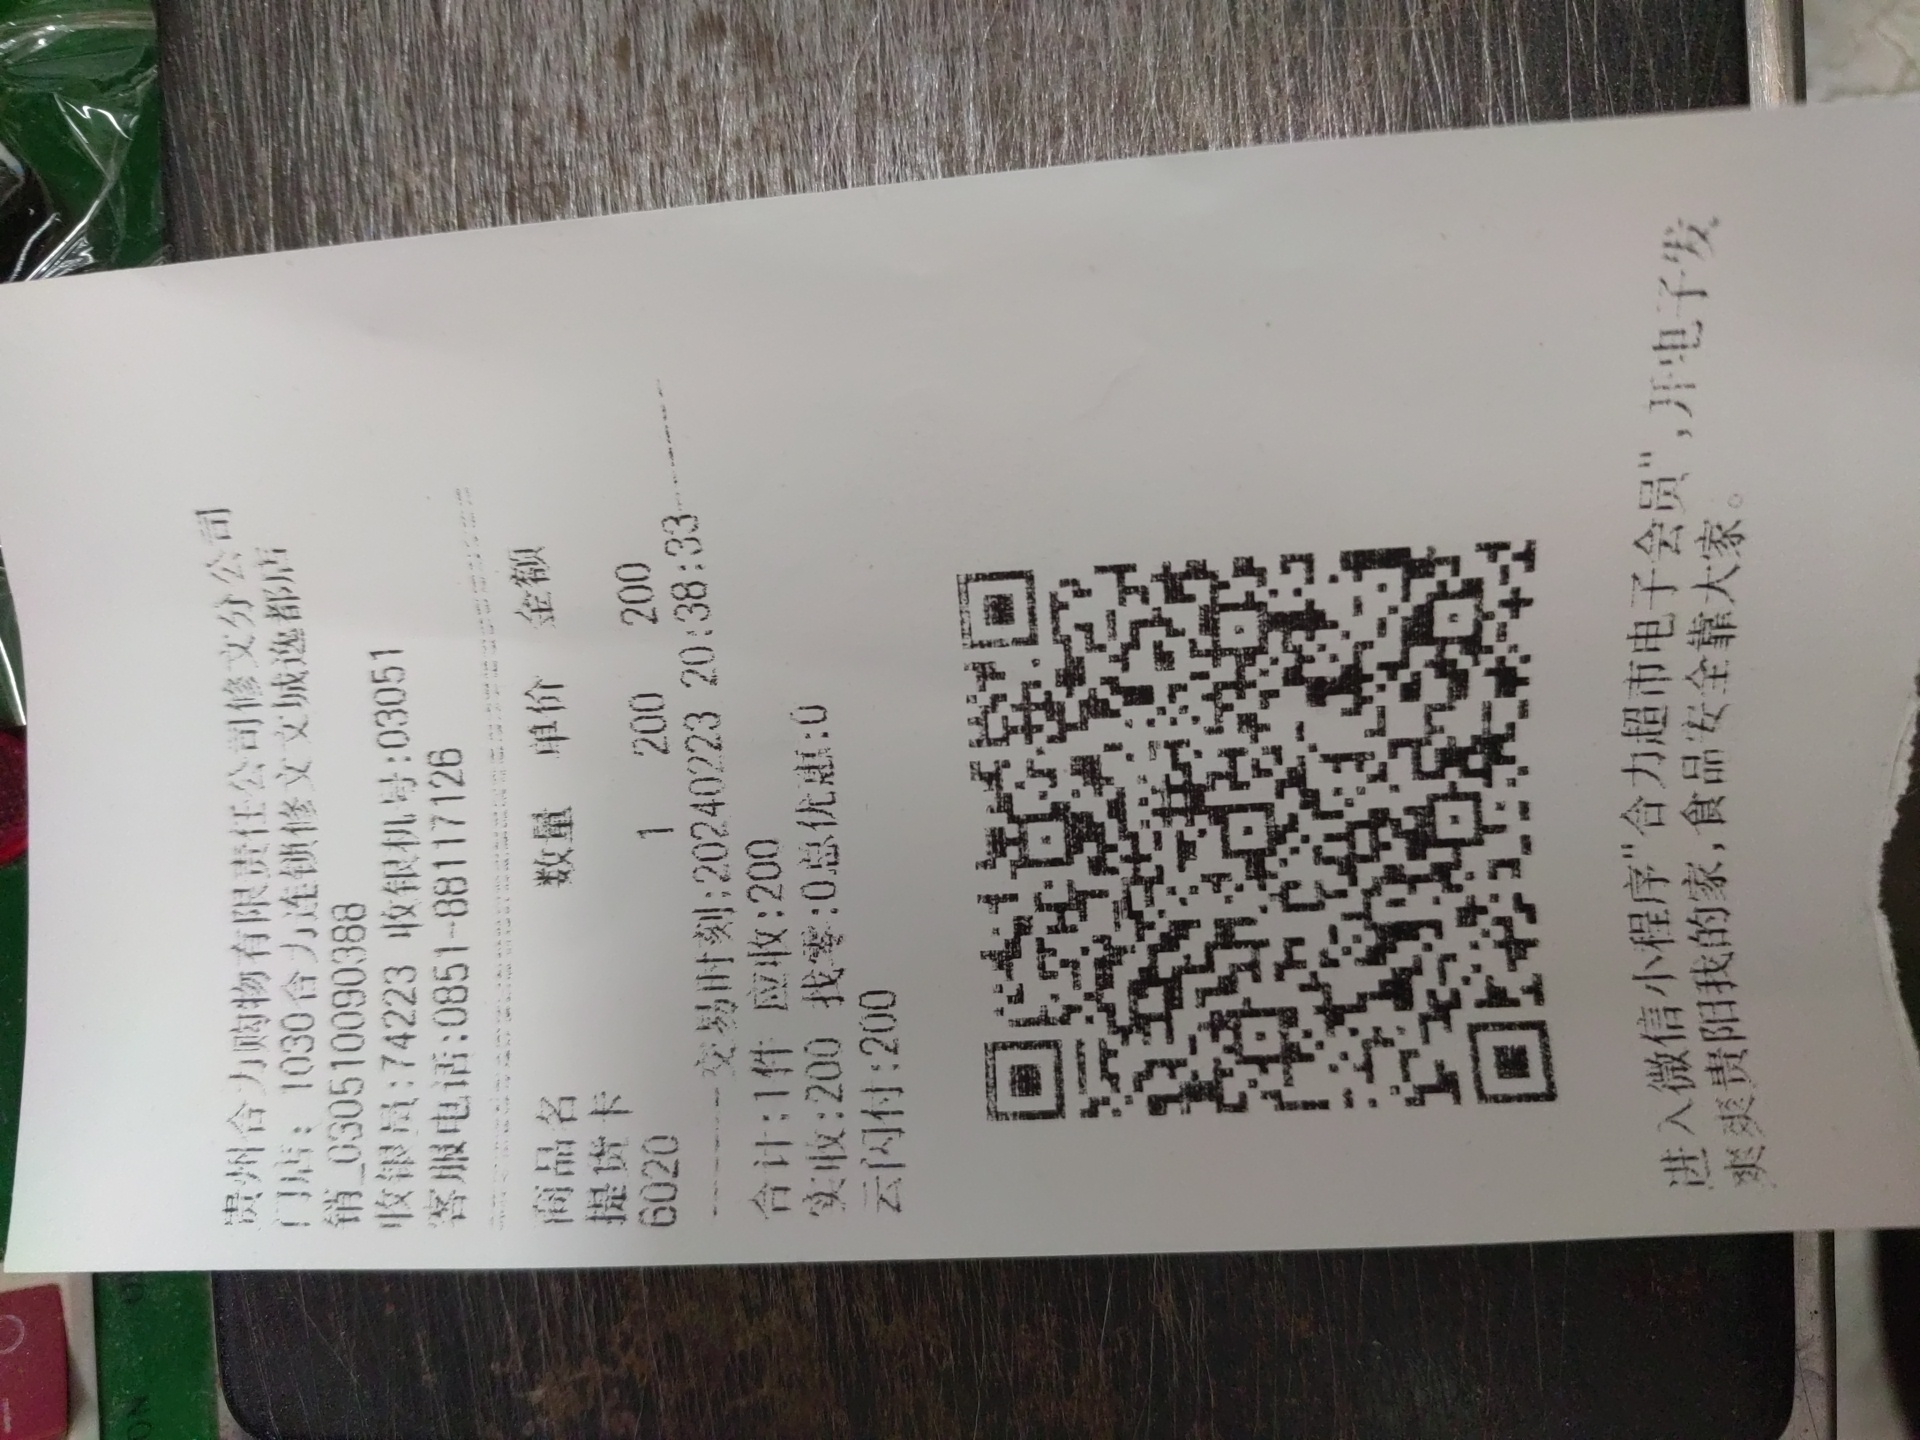 贵州合力购物有限责任公司修文分公司
门店: 1030合力连锁修文文城逸都店
销_030510090388
收银员:74223 收银机号:03051
客服电话:0851-88117126
商品名 数量 单价 金额
提货卡
6020 1 200 200
交易时刻:20240223 20:38:33
合计:1件 应收:200
实收:200 找零:0总优惠:0
云闪付:200
进入微信小程序"合力超市电子会员",开电子发
爽爽贵阳我的家,食品安全靠大家。
ON